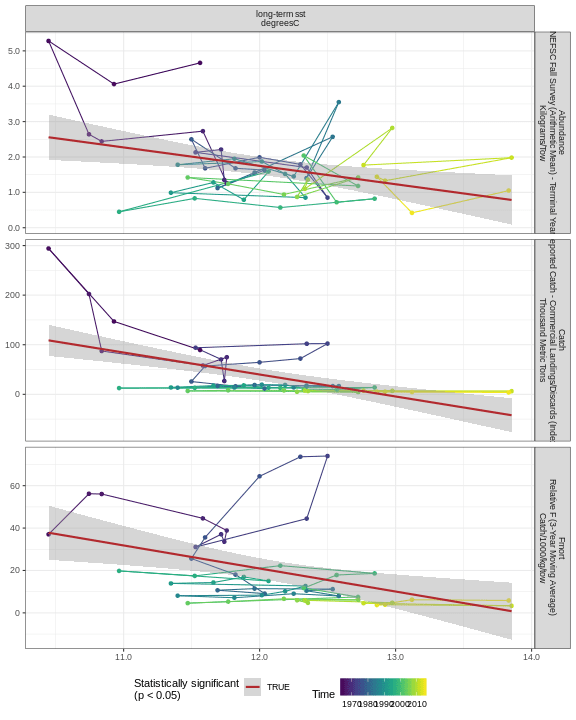 long-term sst
degreesC
5.0
4.0
3.0
2.0
1.0
0.0
Abundance
NEFSC Fall Survey (Arithmetic Mean) - Terminal Year
Kilograms/tow
300
200
100
0
Catch
eported Catch - Commercial Landings/Discards (Inde
Thousand Metric Tons
60
40
20
0
Fmort
Relative F (3-Year Moving Average)
Catch/1000/kg/tow
11.0
12.0
13.0
14.0
Statistically significant
(p < 0.05)
TRUE
Time
1970 1980 1990 2000 2010